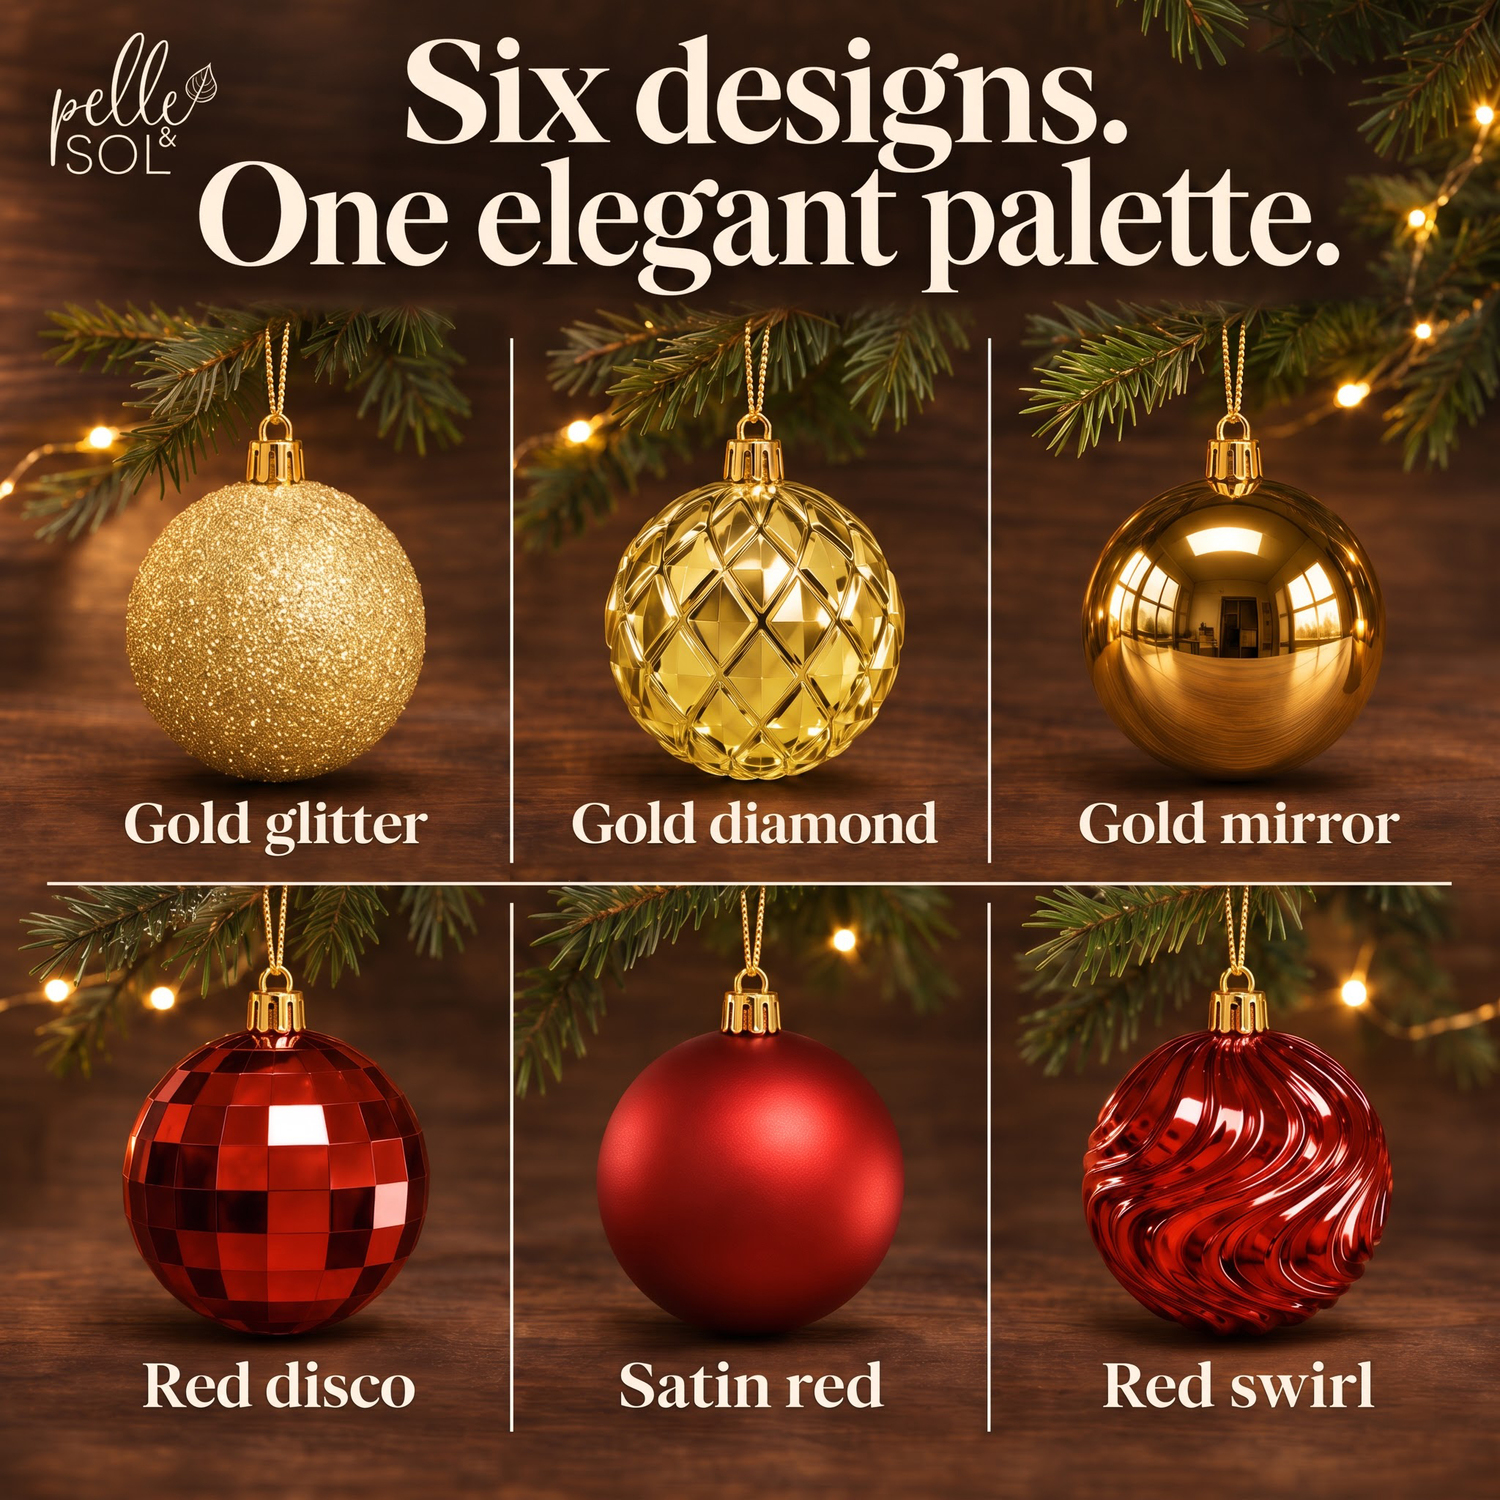 pelle
& SOL
Six designs.
One elegant palette.
Gold glitter
Gold diamond
Gold mirror
Red disco
Satin red
Red swirl